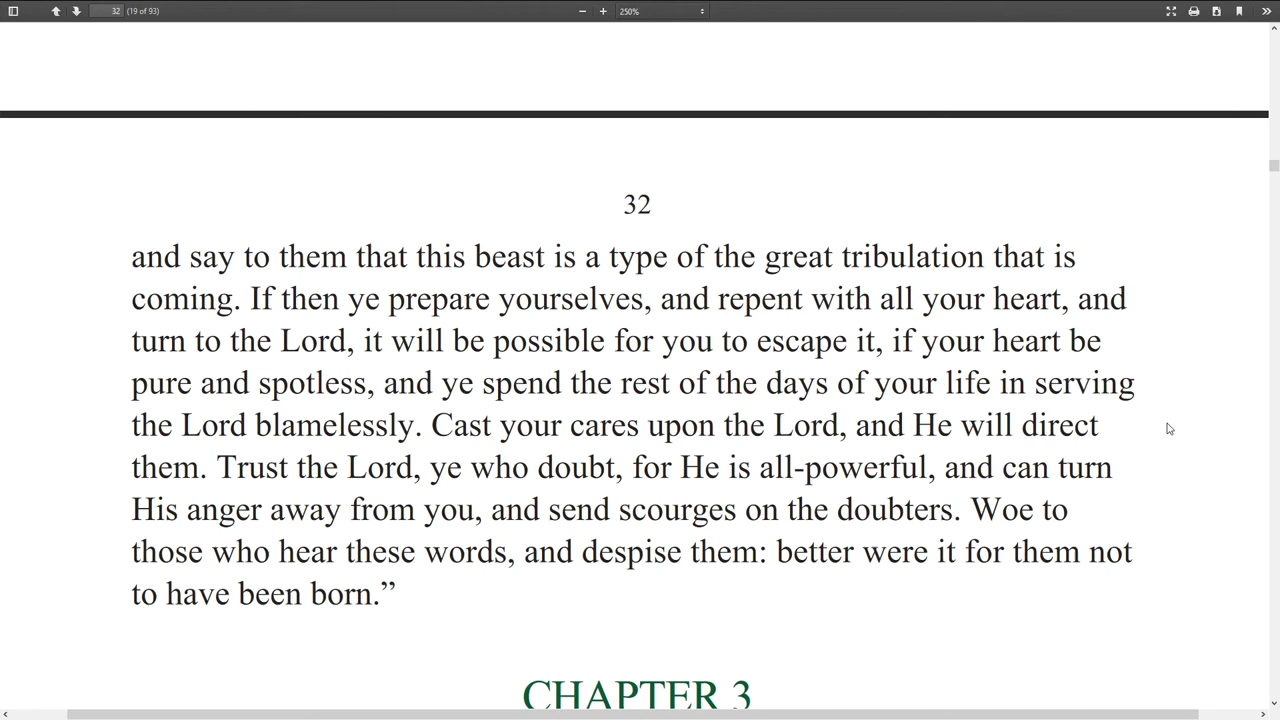 32 (19 of 93) 250%
32
and say to them that this beast is a type of the great tribulation that is
coming. If then ye prepare yourselves, and repent with all your heart, and
turn to the Lord, it will be possible for you to escape it, if your heart be
pure and spotless, and ye spend the rest of the days of your life in serving
the Lord blamelessly. Cast your cares upon the Lord, and He will direct
them. Trust the Lord, ye who doubt, for He is all-powerful, and can turn
His anger away from you, and send scourges on the doubters. Woe to
those who hear these words, and despise them: better were it for them not
to have been born.”
CHAPTER 3